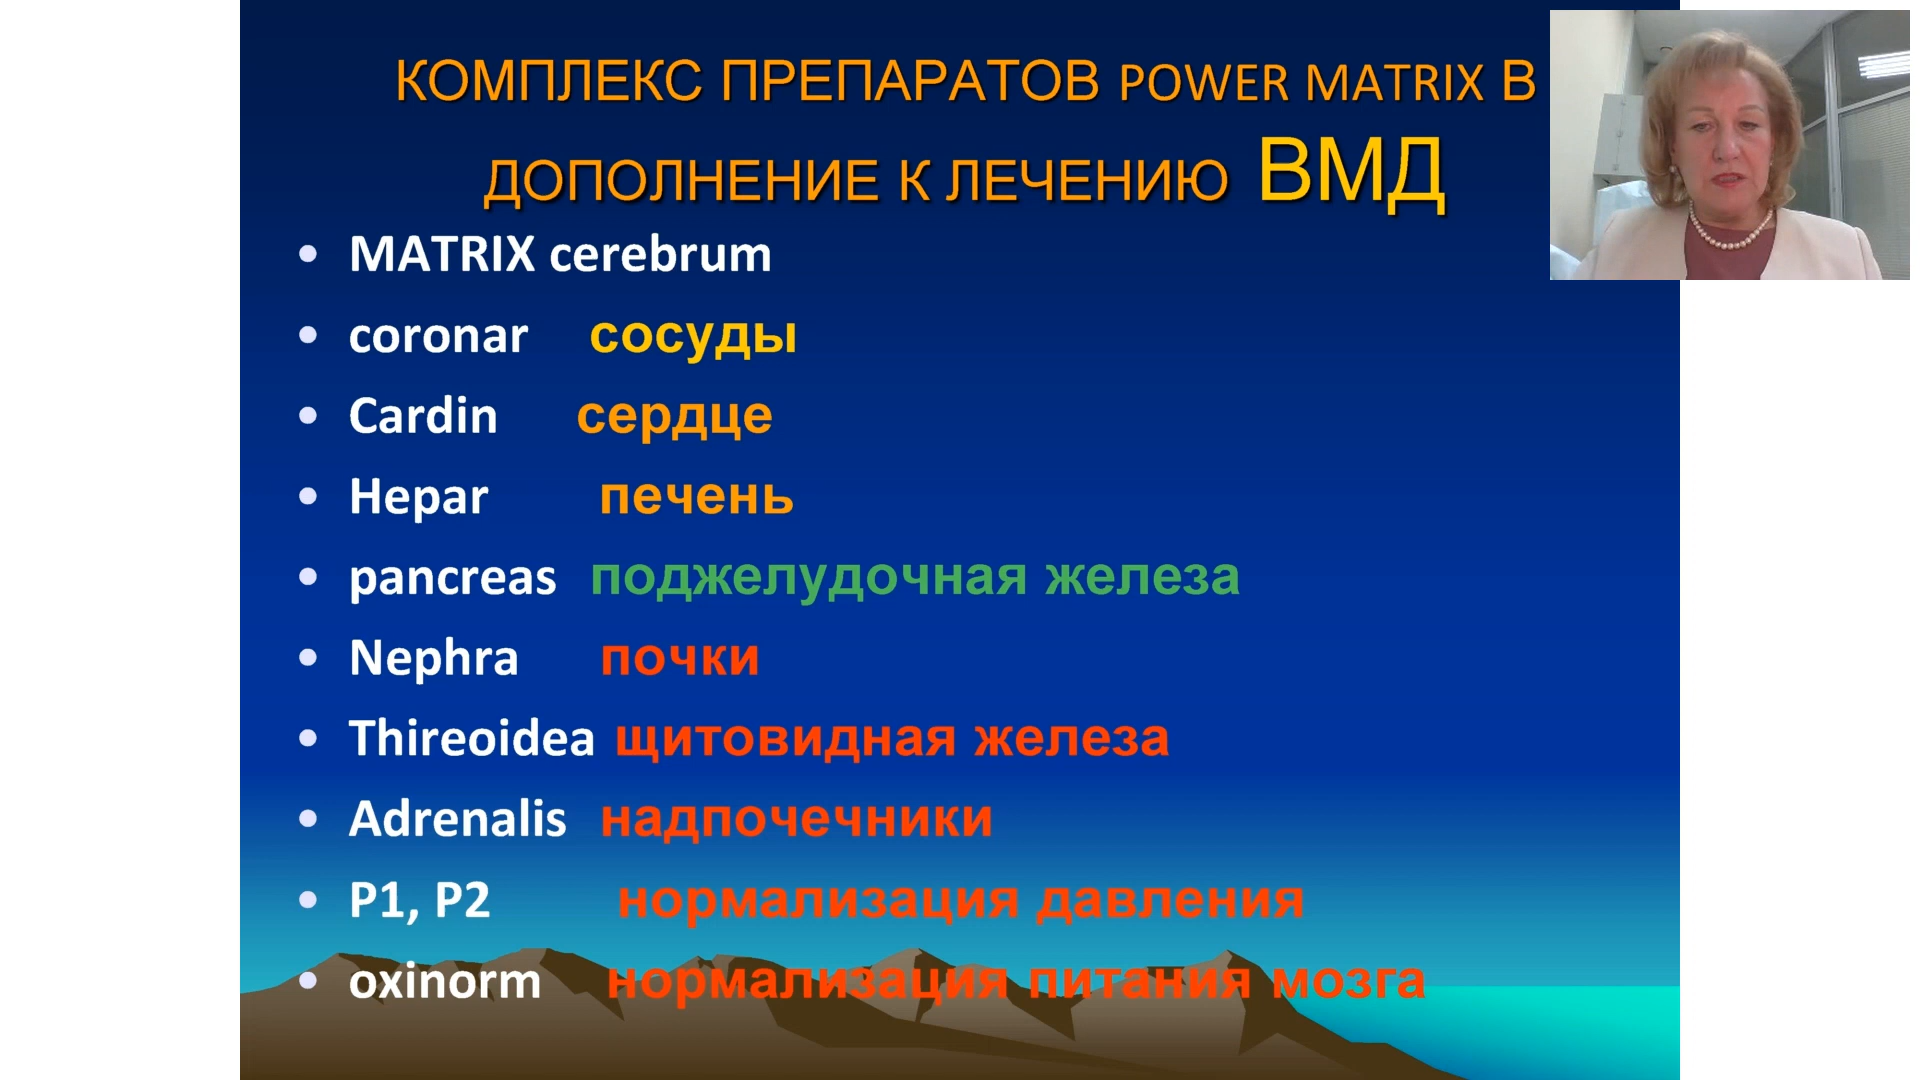 КОМПЛЕКС ПРЕПАРАТОВ POWER MATRIX В
ДОПОЛНЕНИЕ К ЛЕЧЕНИЮ ВМД
• MATRIX cerebrum
• coronar сосуды
• Cardin сердце
• Hepar печень
• pancreas поджелудочная железа
• Nephra почки
• Thireoidea щитовидная железа
• Adrenalis надпочечники
• P1, P2 нормализация давления
• oxinorm нормализация питания мозга